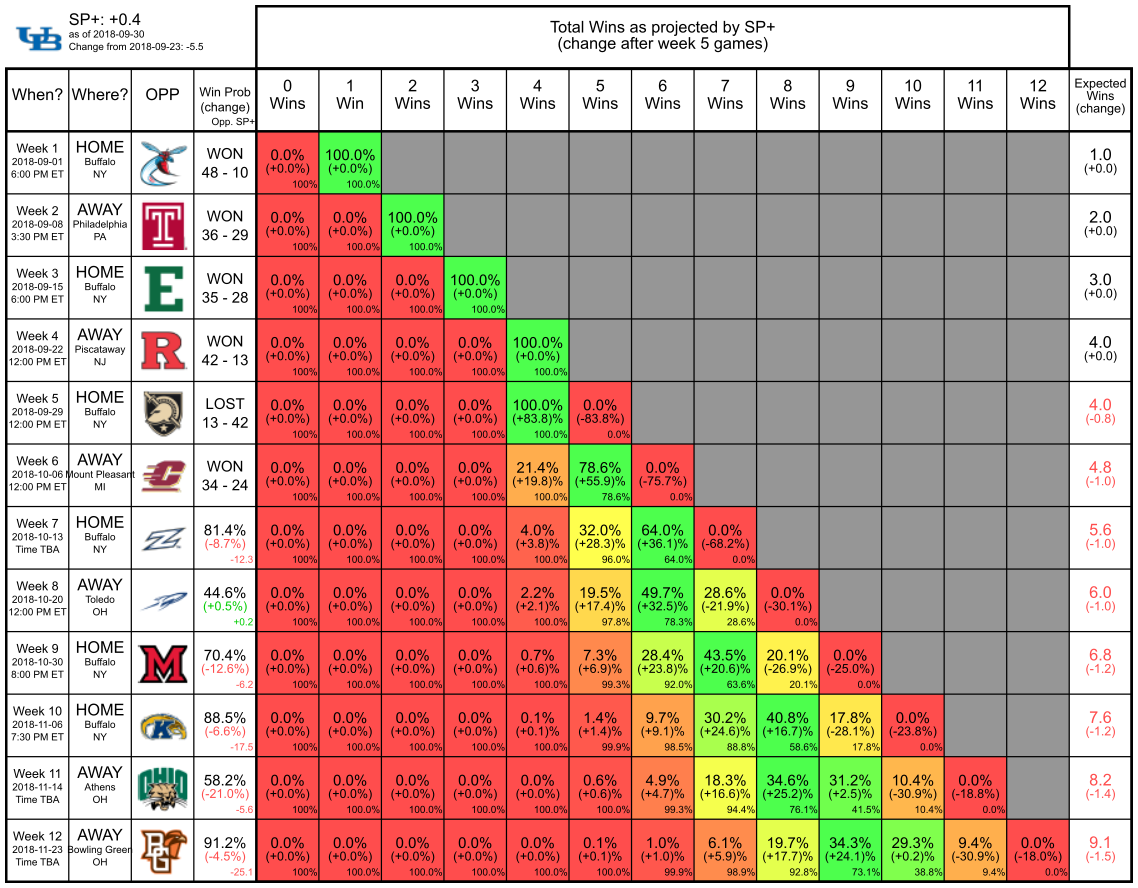 SP+: +0.4
as of 2018-09-30
Change from 2018-09-23: -5.5
UB
Total Wins as projected by SP+
(change after week 5 games)
When? Where? OPP Win Prob (change) Opp. SP+ 0 Wins 1 Win 2 Wins 3 Wins 4 Wins 5 Wins 6 Wins 7 Wins 8 Wins 9 Wins 10 Wins 11 Wins 12 Wins Expected Wins (change)
Week 1 HOME WON 0.0% 100.0% 1.0
2018-09-01 Buffalo (+0.0%) (+0.0%) (+0.0)
6:00 PM ET NY 48 - 10 100% 100.0%
Week 2 AWAY T WON 0.0% 0.0% 100.0% 2.0
2018-09-08 Philadelphia (+0.0%) (+0.0%) (+0.0%) (+0.0)
3:30 PM ET PA 36 - 29 100% 100.0% 100.0%
Week 3 HOME E WON 0.0% 0.0% 0.0% 100.0% 3.0
2018-09-15 Buffalo (+0.0%) (+0.0%) (+0.0%) (+0.0%) (+0.0)
6:00 PM ET NY 35 - 28 100% 100.0% 100.0% 100.0%
Week 4 AWAY R WON 0.0% 0.0% 0.0% 0.0% 100.0% 4.0
2018-09-22 Piscataway (+0.0%) (+0.0%) (+0.0%) (+0.0%) (+0.0%) (+0.0)
12:00 PM ET NJ 42 - 13 100% 100.0% 100.0% 100.0% 100.0%
Week 5 HOME LOST 0.0% 0.0% 0.0% 0.0% 100.0% 0.0% 4.0
2018-09-29 Buffalo (+0.0%) (+0.0%) (+0.0%) (+0.0%) (+83.8)% (-83.8%) (-0.8)
12:00 PM ET NY 13 - 42 100% 100.0% 100.0% 100.0% 100.0% 0.0%
Week 6 AWAY C WON 0.0% 0.0% 0.0% 0.0% 21.4% 78.6% 0.0% 4.8
2018-10-06 Mount Pleasant (+0.0%) (+0.0%) (+0.0%) (+0.0%) (+19.8)% (+55.9)% (-75.7%) (-1.0)
12:00 PM ET MI 34 - 24 100% 100.0% 100.0% 100.0% 100.0% 78.6% 0.0%
Week 7 HOME Z 81.4% 0.0% 0.0% 0.0% 0.0% 4.0% 32.0% 64.0% 0.0% 5.6
2018-10-13 Buffalo (-8.7%) (+0.0%) (+0.0%) (+0.0%) (+0.0%) (+3.8)% (+28.3)% (+36.1)% (-68.2%) (-1.0)
Time TBA NY -12.3 100% 100.0% 100.0% 100.0% 100.0% 96.0% 64.0% 0.0%
Week 8 AWAY 44.6% 0.0% 0.0% 0.0% 0.0% 2.2% 19.5% 49.7% 28.6% 0.0% 6.0
2018-10-20 Toledo (+0.5%) (+0.0%) (+0.0%) (+0.0%) (+0.0%) (+2.1)% (+17.4)% (+32.5)% (-21.9%) (-30.1%) (-1.0)
12:00 PM ET OH +0.2 100% 100.0% 100.0% 100.0% 100.0% 97.8% 78.3% 28.6% 0.0%
Week 9 HOME M 70.4% 0.0% 0.0% 0.0% 0.0% 0.7% 7.3% 28.4% 43.5% 20.1% 0.0% 6.8
2018-10-30 Buffalo (-12.6%) (+0.0%) (+0.0%) (+0.0%) (+0.0%) (+0.6)% (+6.9)% (+23.8)% (+20.6)% (-26.9%) (-25.0%) (-1.2)
8:00 PM ET NY -6.2 100% 100.0% 100.0% 100.0% 100.0% 99.3% 92.0% 63.6% 20.1% 0.0%
Week 10 HOME K 88.5% 0.0% 0.0% 0.0% 0.0% 0.1% 1.4% 9.7% 30.2% 40.8% 17.8% 0.0% 7.6
2018-11-06 Buffalo (-6.6%) (+0.0%) (+0.0%) (+0.0%) (+0.0%) (+0.1)% (+1.4)% (+9.1)% (+24.6)% (+16.7)% (-28.1%) (-23.8%) (-1.2)
7:30 PM ET NY -17.5 100% 100.0% 100.0% 100.0% 100.0% 99.9% 98.5% 88.8% 58.6% 17.8% 0.0%
Week 11 AWAY OHIO 58.2% 0.0% 0.0% 0.0% 0.0% 0.0% 0.6% 4.9% 18.3% 34.6% 31.2% 10.4% 0.0% 8.2
2018-11-14 Athens (-21.0%) (+0.0%) (+0.0%) (+0.0%) (+0.0%) (+0.0%) (+0.6)% (+4.7)% (+16.6)% (+25.2)% (+2.5)% (-30.9%) (-18.8%) (-1.4)
Time TBA OH -5.6 100% 100.0% 100.0% 100.0% 100.0% 100.0% 99.3% 94.4% 76.1% 41.5% 10.4% 0.0%
Week 12 AWAY BG 91.2% 0.0% 0.0% 0.0% 0.0% 0.0% 0.1% 1.0% 6.1% 19.7% 34.3% 29.3% 9.4% 0.0% 9.1
2018-11-23 Bowling Green (-4.5%) (+0.0%) (+0.0%) (+0.0%) (+0.0%) (+0.0%) (+0.1)% (+1.0)% (+5.9)% (+17.7)% (+24.1)% (+0.2)% (-30.9%) (-18.0%) (-1.5)
Time TBA OH -25.1 100% 100.0% 100.0% 100.0% 100.0% 100.0% 99.9% 98.9% 92.8% 73.1% 38.8% 9.4% 0.0%